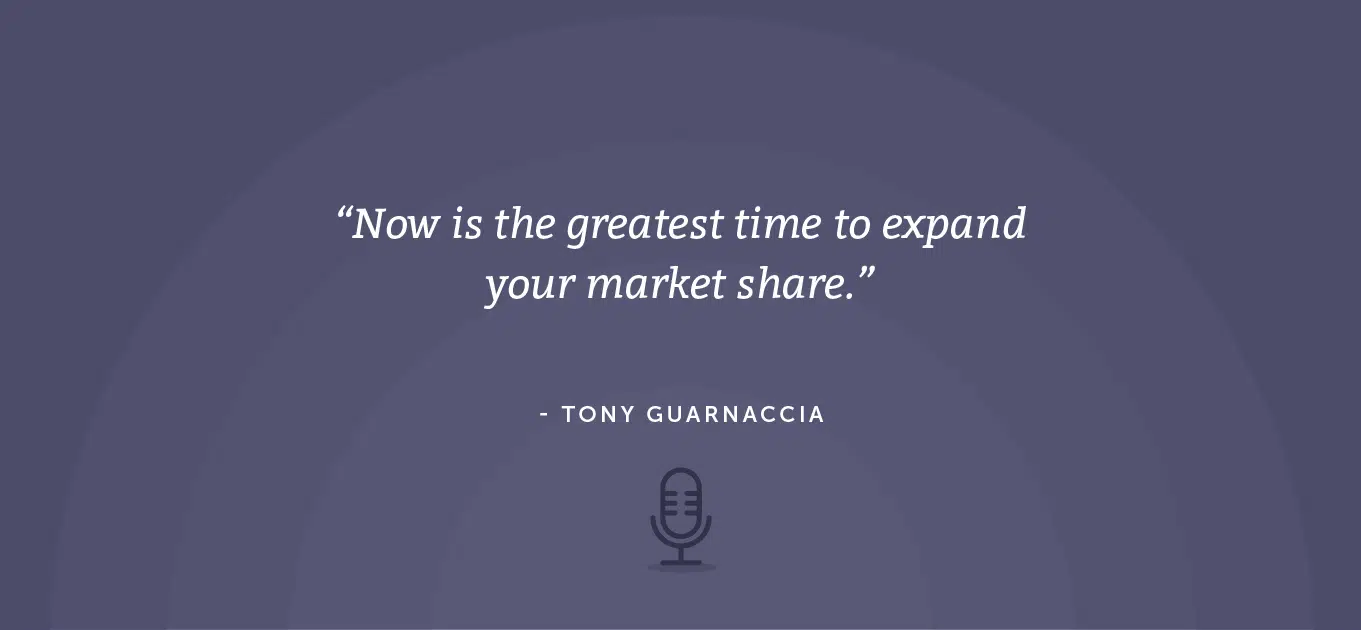 “Now is the greatest time to expand
your market share.”
- TONY GUARNACCIA